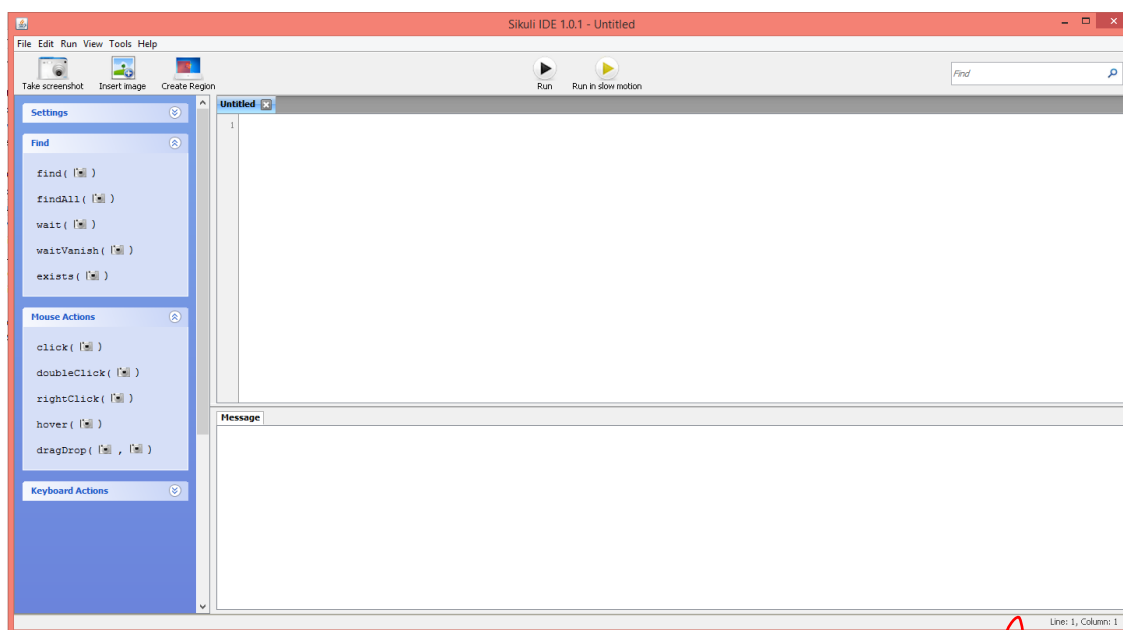 Sikuli IDE 1.0.1 - Untitled
File Edit Run View Tools Help
Take screenshot Insert image Create Region Run Run in slow motion Find
Settings
Untitled
1
Find
find( )
findAll( )
wait( )
waitVanish( )
exists( )
Mouse Actions
click( )
doubleClick( )
rightClick( )
hover( )
dragDrop( , )
Keyboard Actions
Message
Line: 1, Column: 1